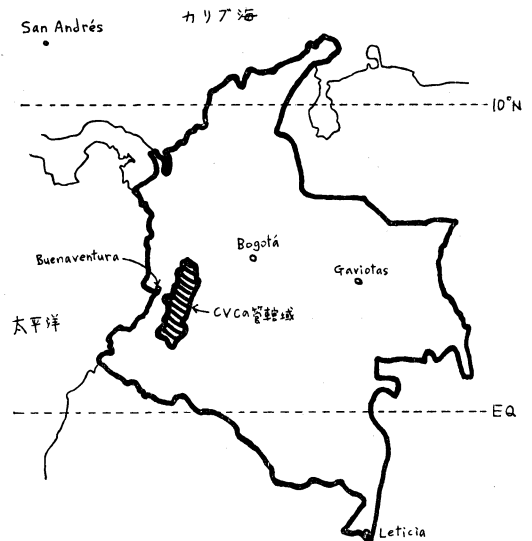 カリブ海
San Andrés
10°N
Bogotá
Buenaventura
Gaviotas
CVCa管轄域
太平洋
EQ
Leticia